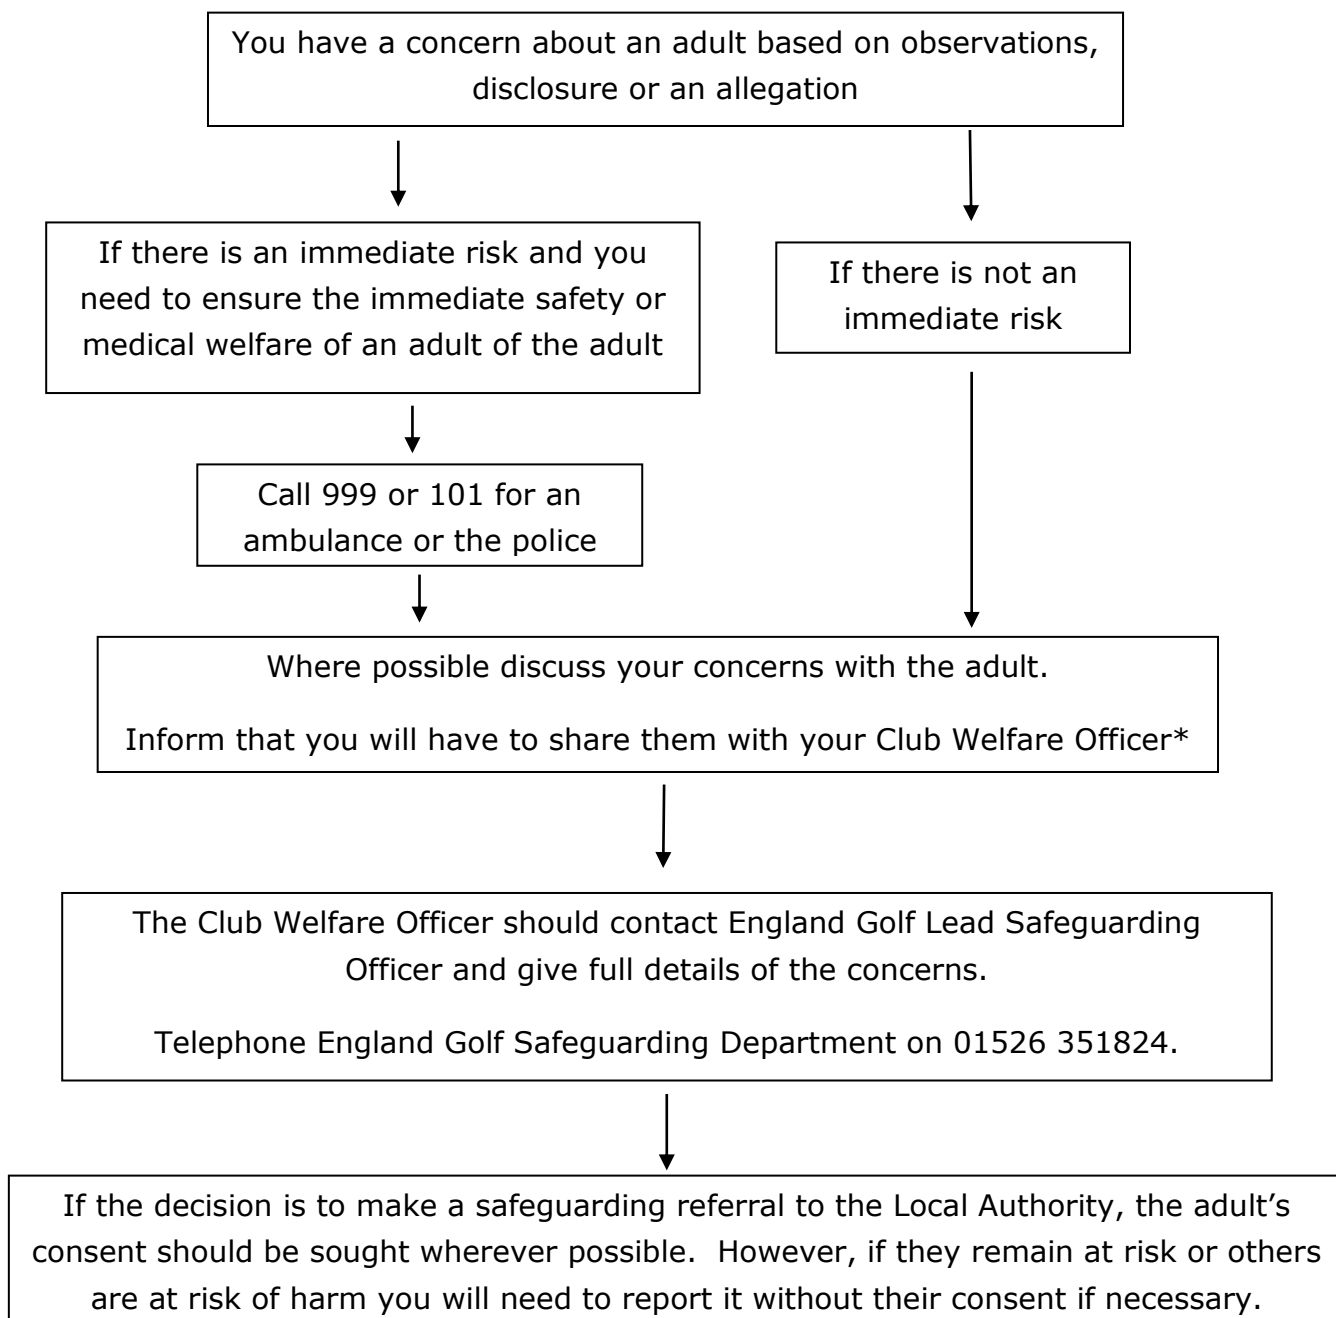 You have a concern about an adult based on observations,
disclosure or an allegation
If there is an immediate risk and you
need to ensure the immediate safety or
medical welfare of an adult of the adult
If there is not an
immediate risk
Call 999 or 101 for an
ambulance or the police
Where possible discuss your concerns with the adult.
Inform that you will have to share them with your Club Welfare Officer*
The Club Welfare Officer should contact England Golf Lead Safeguarding
Officer and give full details of the concerns.
Telephone England Golf Safeguarding Department on 01526 351824.
If the decision is to make a safeguarding referral to the Local Authority, the adult’s
consent should be sought wherever possible.  However, if they remain at risk or others
are at risk of harm you will need to report it without their consent if necessary.